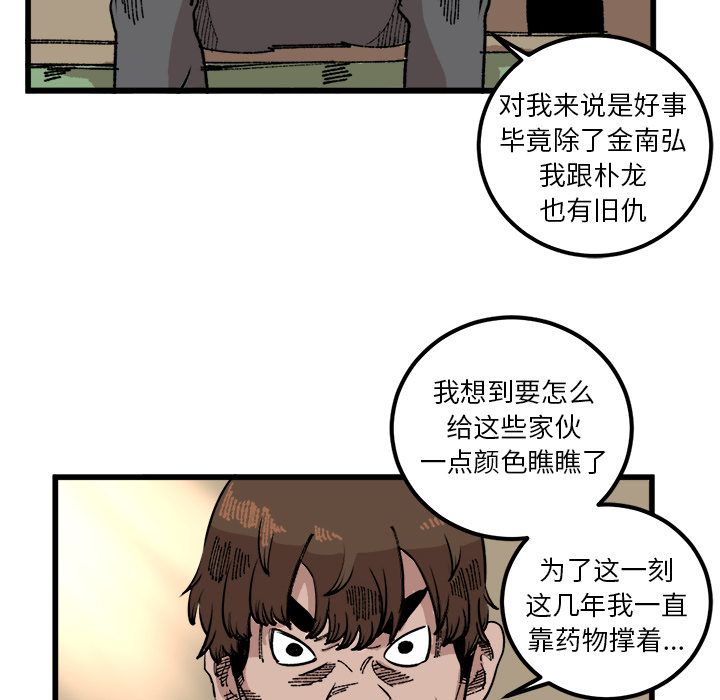 对我来说是好事
毕竟除了金南弘
我跟朴龙
也有旧仇
我想到要怎么
给这些家伙
一点颜色瞧瞧了
为了这一刻
这几年我一直
靠药物撑着...